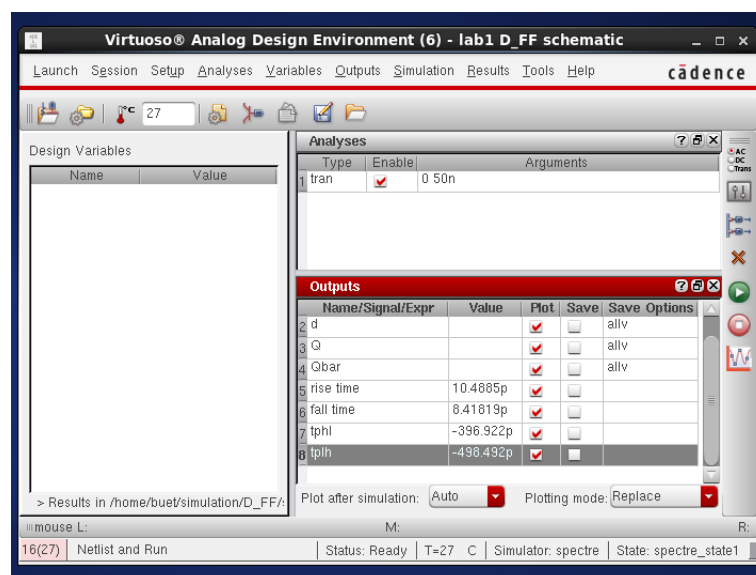 Virtuoso® Analog Design Environment (6) - lab1 D_FF schematic
Launch Session Setup Analyses Variables Outputs Simulation Results Tools Help cādence
°C 27
Design Variables
Name Value
> Results in /home/buet/simulation/D_FF/
Analyses
Type Enable Arguments
1 tran 0 50n
Outputs
Name/Signal/Expr Value Plot Save Save Options
2 d allv
3 Q allv
4 Qbar allv
5 rise time 10.4885p
6 fall time 8.41819p
7 tphl -396.922p
8 tplh -498.492p
Plot after simulation: Auto Plotting mode: Replace
AC
DC
Trans
mouse L: M: R:
16(27) Netlist and Run Status: Ready T=27 C Simulator: spectre State: spectre_state1